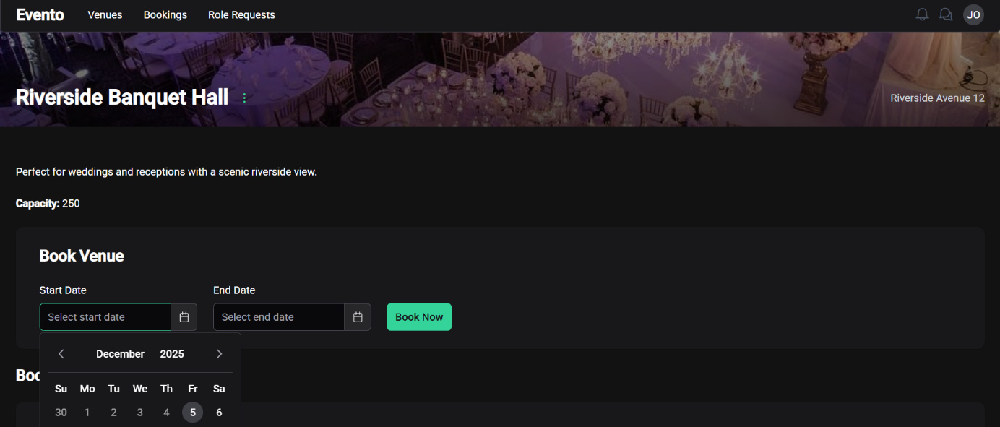 Evento Venues Bookings Role Requests JO
Riverside Banquet Hall Riverside Avenue 12
Perfect for weddings and receptions with a scenic riverside view.
Capacity: 250
Book Venue
Start Date End Date
Select start date Select end date Book Now
December 2025
Su Mo Tu We Th Fr Sa
30 1 2 3 4 5 6